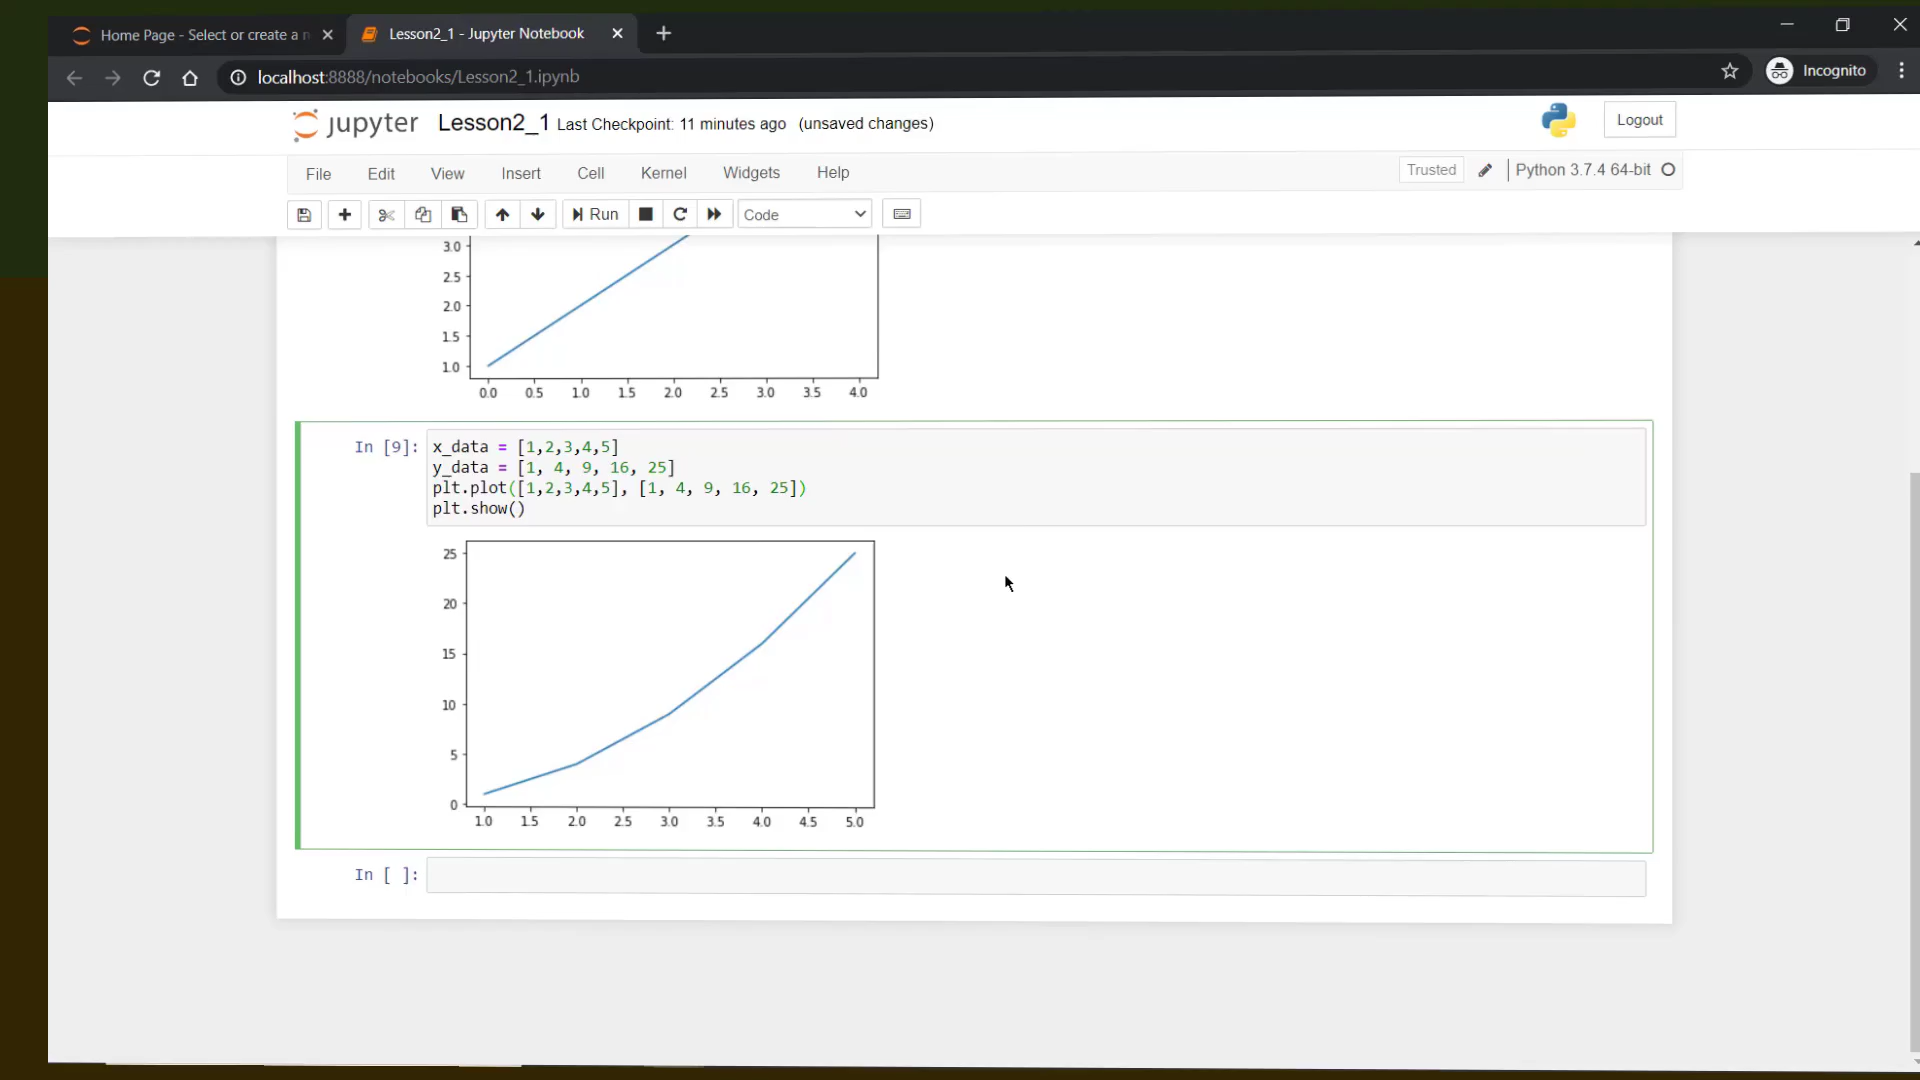 Home Page - Select or create a n
Lesson2_1 - Jupyter Notebook
localhost:8888/notebooks/Lesson2_1.ipynb
Incognito
jupyter Lesson2_1 Last Checkpoint: 11 minutes ago (unsaved changes)
Logout
File Edit View Insert Cell Kernel Widgets Help
Trusted
Python 3.7.4 64-bit
Run
Code
3.0
2.5
2.0
1.5
1.0
0.0 0.5 1.0 1.5 2.0 2.5 3.0 3.5 4.0
In [9]: x_data = [1,2,3,4,5]
y_data = [1, 4, 9, 16, 25]
plt.plot([1,2,3,4,5], [1, 4, 9, 16, 25])
plt.show()
25
20
15
10
5
0
1.0 1.5 2.0 2.5 3.0 3.5 4.0 4.5 5.0
In [ ]: